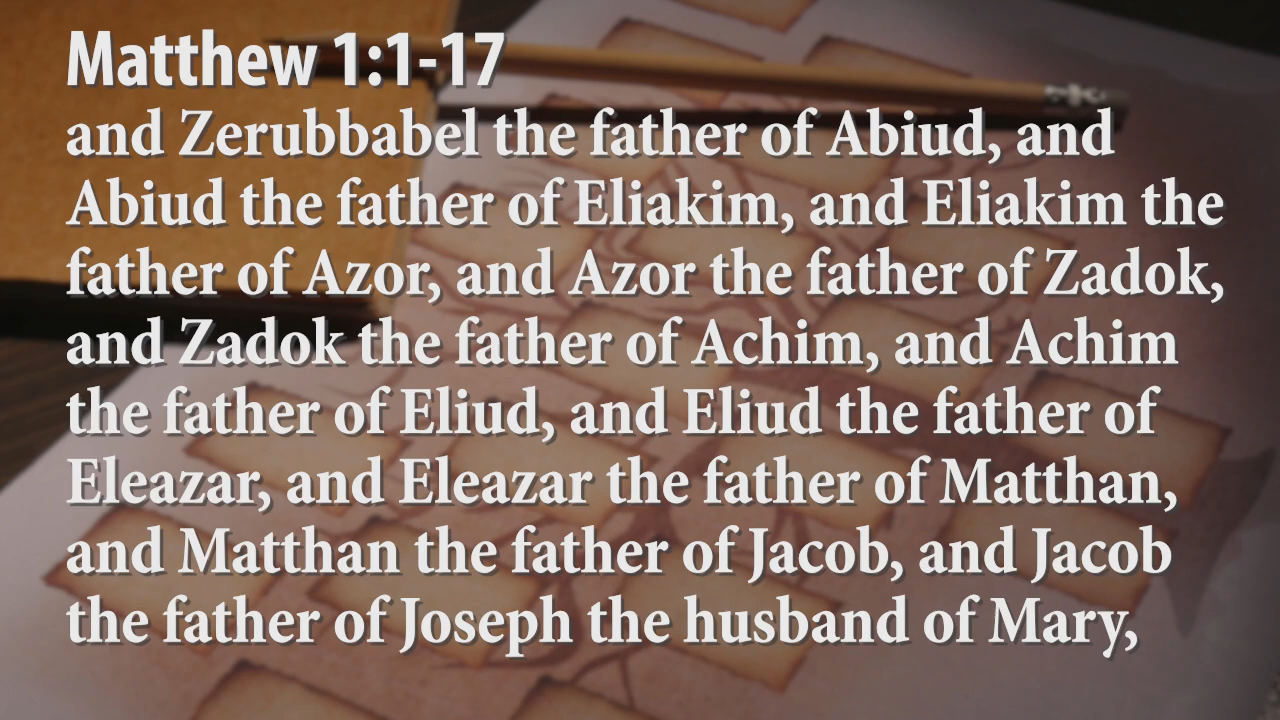 Matthew 1:1-17
and Zerubbabel the father of Abiud, and
Abiud the father of Eliakim, and Eliakim the
father of Azor, and Azor the father of Zadok,
and Zadok the father of Achim, and Achim
the father of Eliud, and Eliud the father of
Eleazar, and Eleazar the father of Matthan,
and Matthan the father of Jacob, and Jacob
the father of Joseph the husband of Mary,